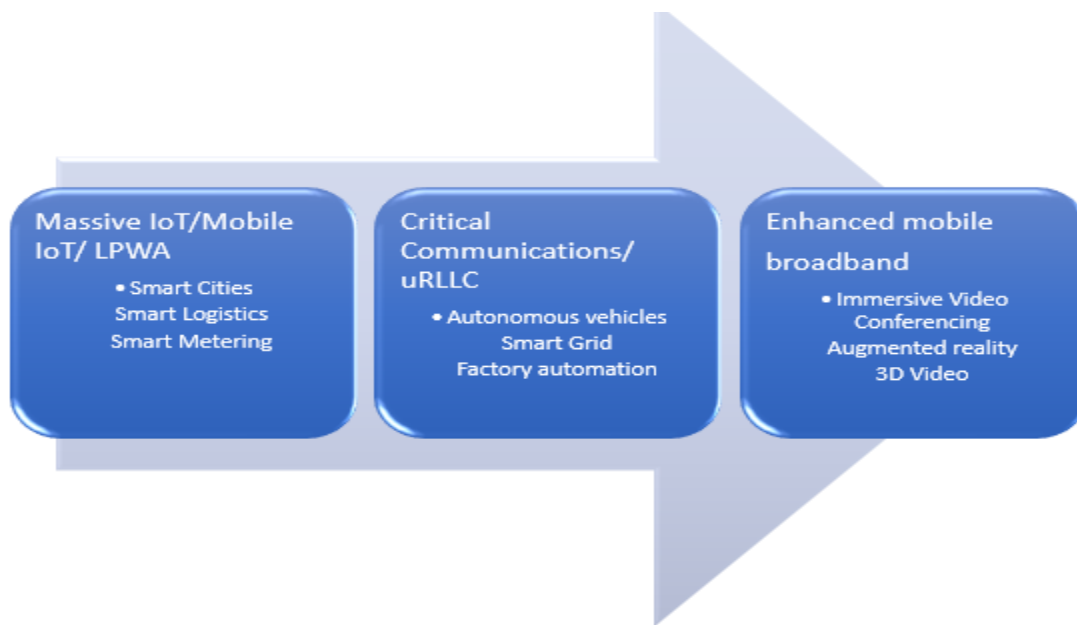 Massive IoT/Mobile
IoT/ LPWA
• Smart Cities
Smart Logistics
Smart Metering
Critical
Communications/
uRLLC
• Autonomous vehicles
Smart Grid
Factory automation
Enhanced mobile
broadband
• Immersive Video
Conferencing
Augmented reality
3D Video